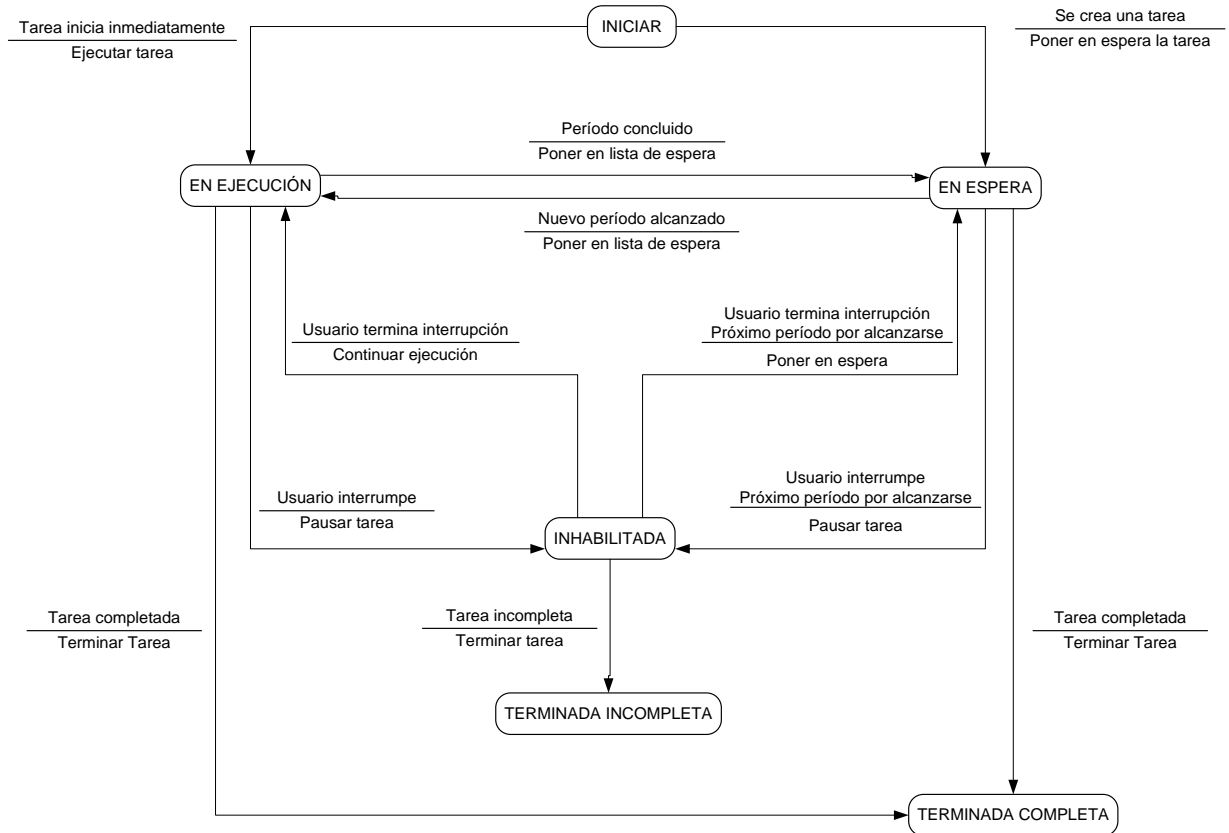 Tarea inicia inmediatamente
Ejecutar tarea
INICIAR
Se crea una tarea
Poner en espera la tarea
Período concluido
Poner en lista de espera
EN EJECUCIÓN
EN ESPERA
Nuevo período alcanzado
Poner en lista de espera
Usuario termina interrupción
Continuar ejecución
Usuario termina interrupción
Próximo período por alcanzarse
Poner en espera
Usuario interrumpe
Pausar tarea
Usuario interrumpe
Próximo período por alcanzarse
Pausar tarea
INHABILITADA
Tarea completada
Terminar Tarea
Tarea incompleta
Terminar tarea
Tarea completada
Terminar Tarea
TERMINADA INCOMPLETA
TERMINADA COMPLETA